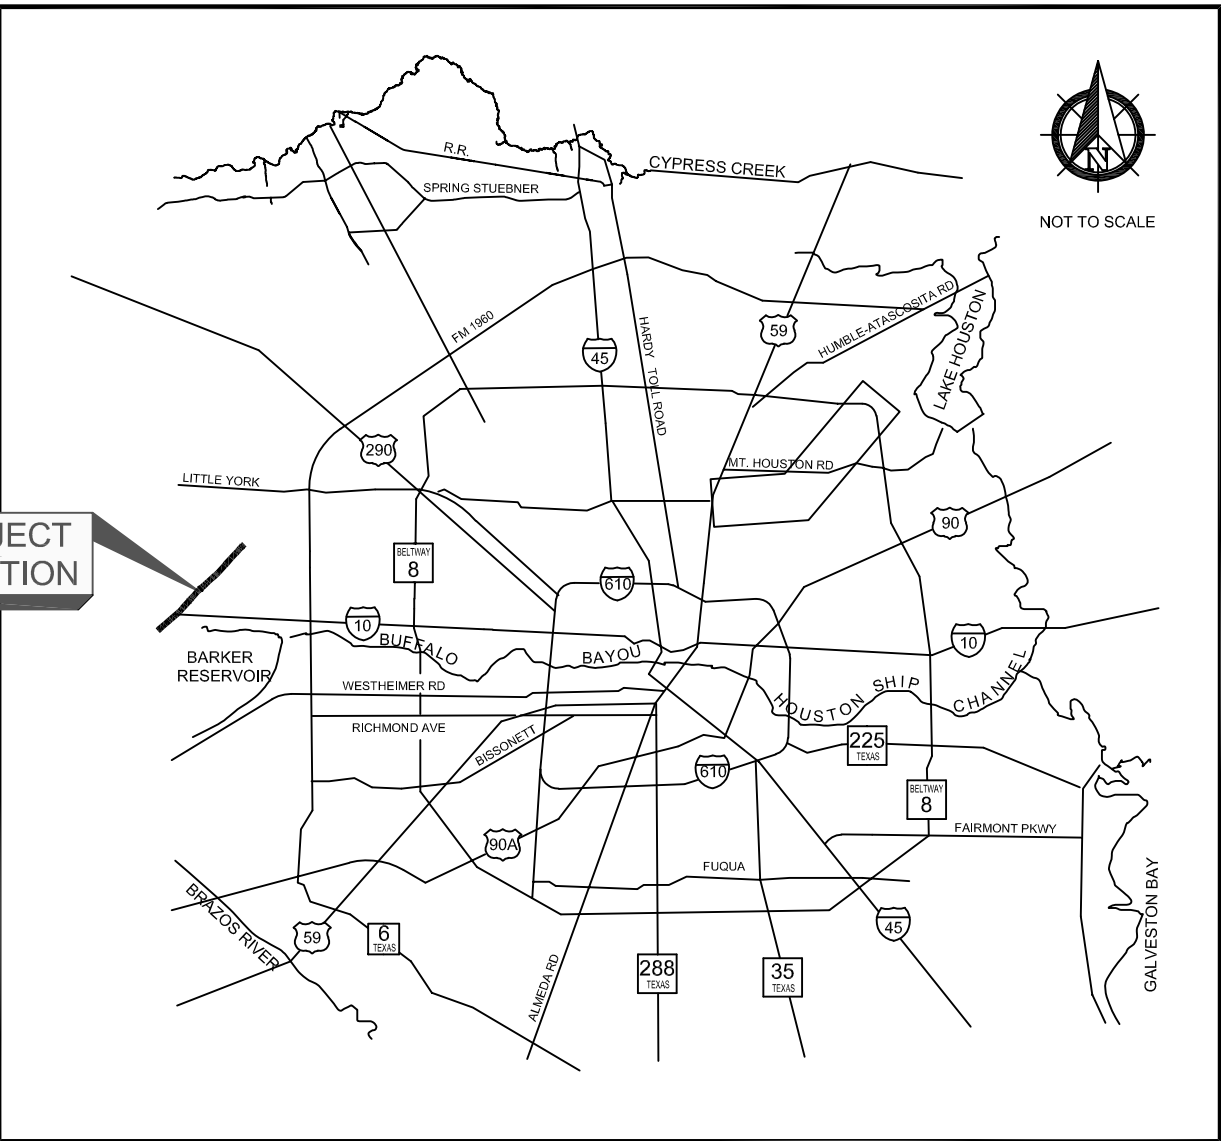 R.R.
CYPRESS CREEK
SPRING STUEBNER
N
NOT TO SCALE
FM 1960
HARDY TOLL ROAD
45
59
HUMBLE-ATASCOSITA RD
LAKE HOUSTON
290
LITTLE YORK
MT. HOUSTON RD
90
JECT
TION
BELTWAY
8
610
10
10
BUFFALO BAYOU
BARKER
RESERVOIR
WESTHEIMER RD
HOUSTON SHIP CHANNEL
RICHMOND AVE
BISSONETT
225
TEXAS
610
BELTWAY
8
90A
FAIRMONT PKWY
FUQUA
BRAZOS RIVER
59
6
TEXAS
45
GALVESTON BAY
ALMEDA RD
288
TEXAS
35
TEXAS